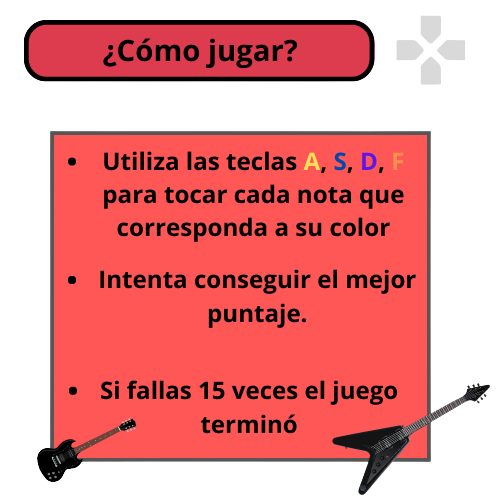 ¿Cómo jugar?
• Utiliza las teclas A, S, D, F
para tocar cada nota que
corresponda a su color
• Intenta conseguir el mejor
puntaje.
• Si fallas 15 veces el juego
terminó